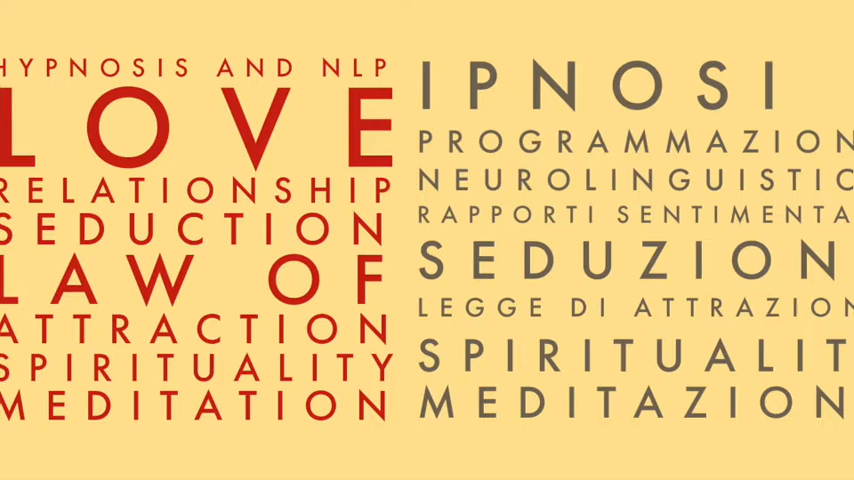 HYPNOSIS AND NLP
LOVE
RELATIONSHIP
SEDUCTION
LAW OF
ATTRACTION
SPIRITUALITY
MEDITATION
IPNOSI
PROGRAMMAZION
NEUROLINGUISTIC
RAPPORTI SENTIMENTA
SEDUZION
LEGGE DI ATTRAZION
SPIRITUALIT
MEDITAZION